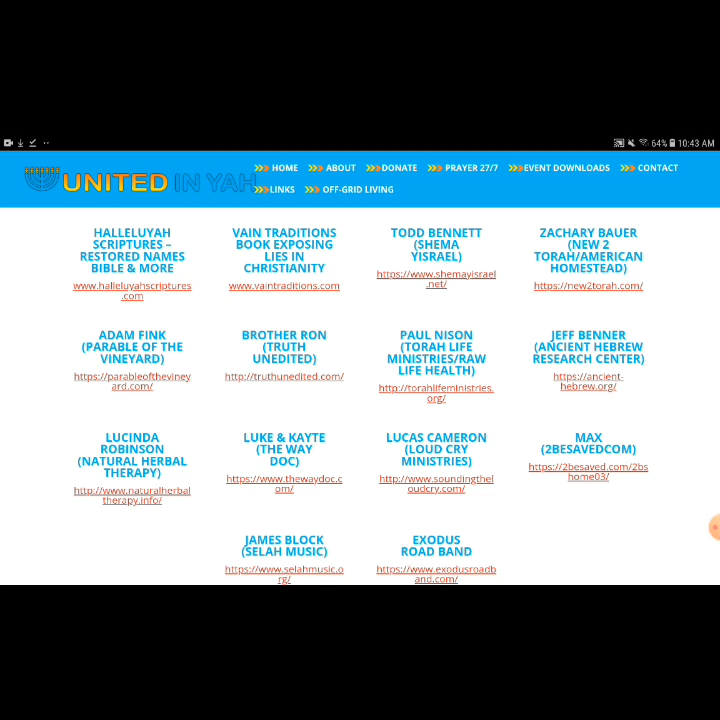 64% 10:43 AM
UNITED IN YAH
HOME ABOUT DONATE PRAYER 24/7 EVENT DOWNLOADS CONTACT
LINKS OFF-GRID LIVING
HALLELUYAH
SCRIPTURES –
RESTORED NAMES
BIBLE & MORE
www.halleluyahscriptures
.com
VAIN TRADITIONS
BOOK EXPOSING
LIES IN
CHRISTIANITY
www.vaintraditions.com
TODD BENNETT
(SHEMA
YISRAEL)
https://www.shemayisrael
.net/
ZACHARY BAUER
(NEW 2
TORAH/AMERICAN
HOMESTEAD)
https://new2torah.com/
ADAM FINK
(PARABLE OF THE
VINEYARD)
https://parableoftheviney
ard.com/
BROTHER RON
(TRUTH
UNEDITED)
http://truthunedited.com/
PAUL NISON
(TORAH LIFE
MINISTRIES/RAW
LIFE HEALTH)
http://torahlifeministries.
org/
JEFF BENNER
(ANCIENT HEBREW
RESEARCH CENTER)
https://ancient-
hebrew.org/
LUCINDA
ROBINSON
(NATURAL HERBAL
THERAPY)
http://www.naturalherbal
therapy.info/
LUKE & KAYTE
(THE WAY
DOC)
https://www.thewaydoc.c
om/
LUCAS CAMERON
(LOUD CRY
MINISTRIES)
http://www.soundingthel
oudcry.com/
MAX
(2BESAVEDCOM)
https://2besaved.com/2bs
home03/
JAMES BLOCK
(SELAH MUSIC)
https://www.selahmusic.o
rg/
EXODUS
ROAD BAND
https://www.exodusroadb
and.com/